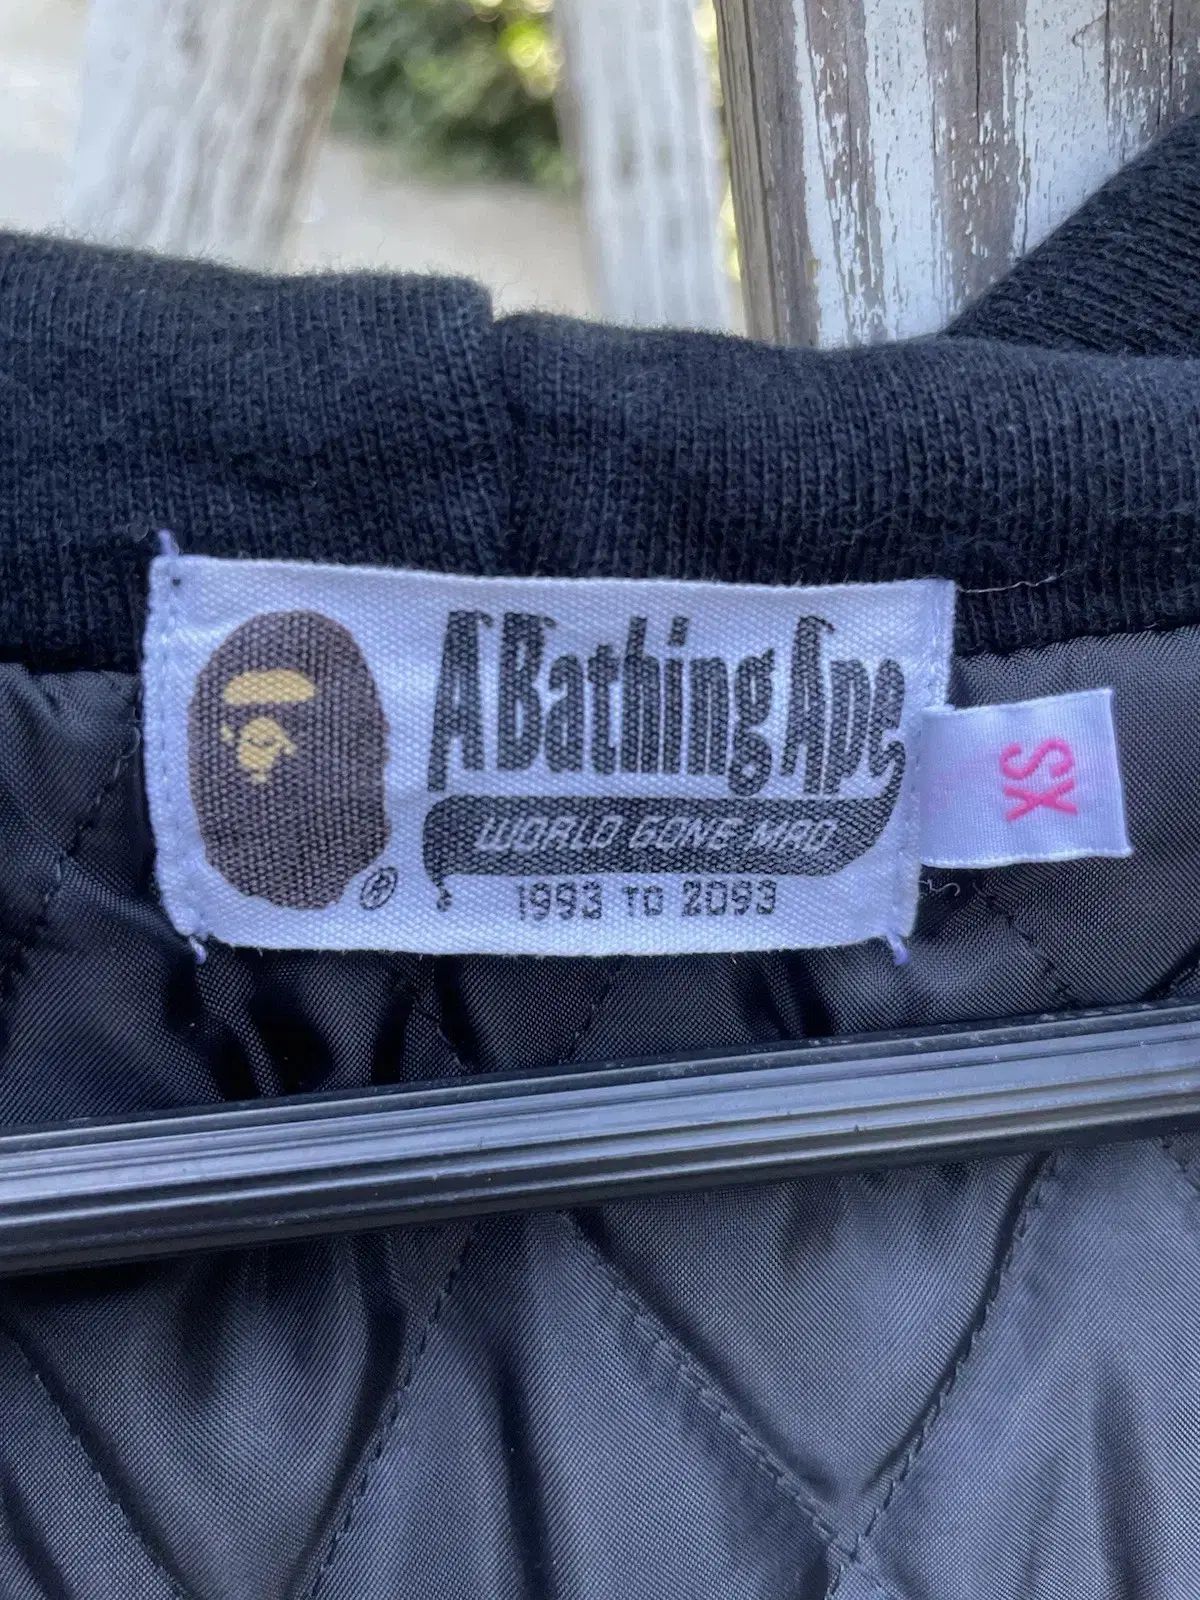 A Bathing Ape
WORLD GONE MAD
1993 TO 2093
®
XS